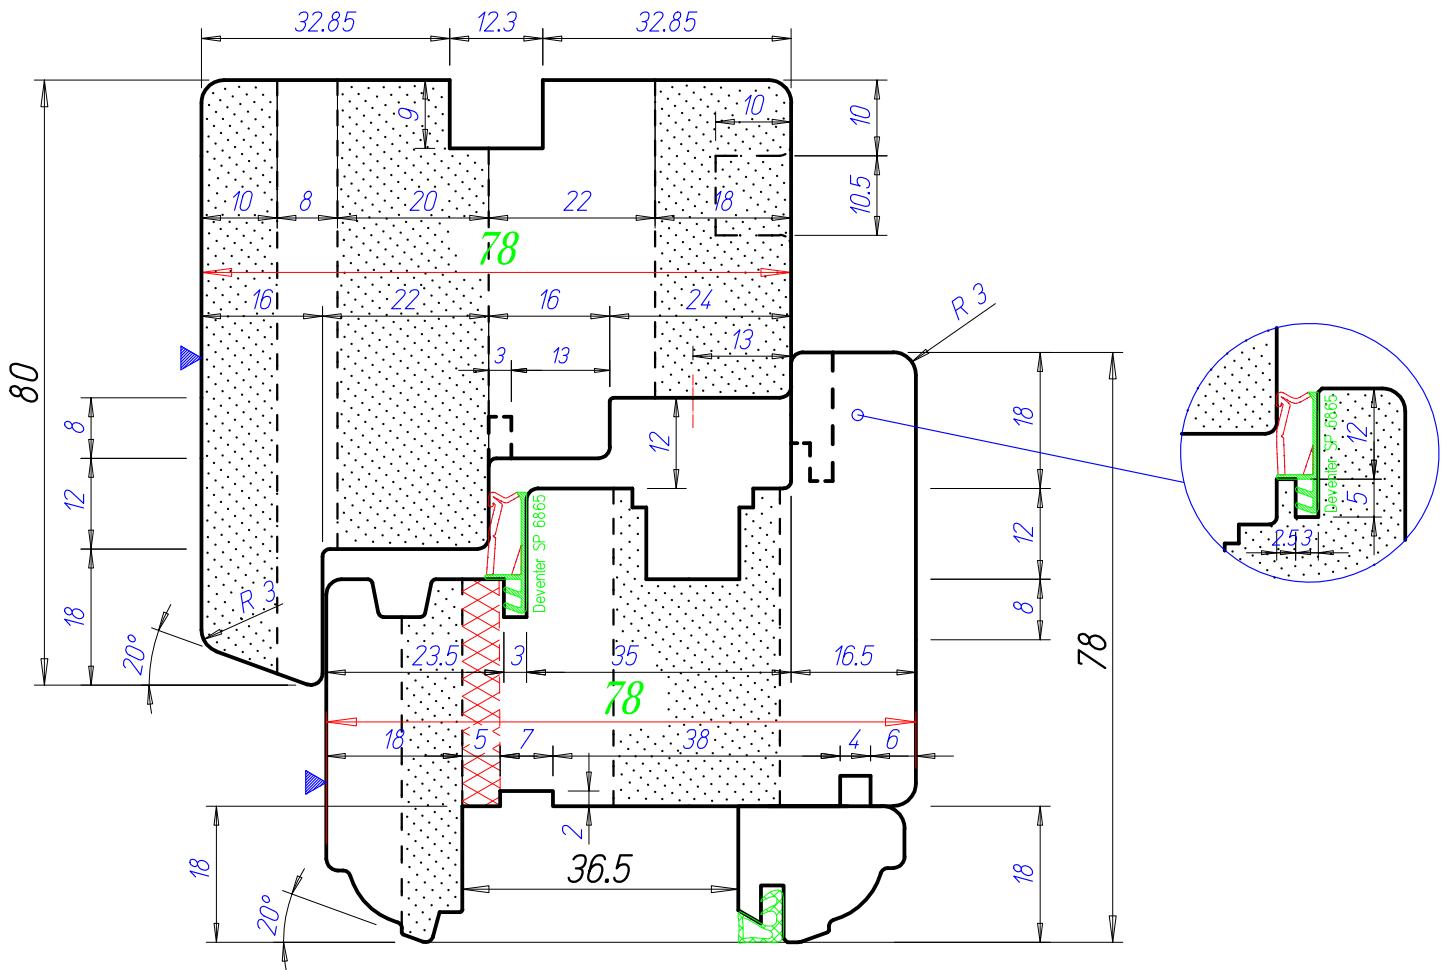 32.85 12.3 32.85
9 10 10
10 8 20 22 18 10.5
78
16 22 16 24 R 3
3 13 13
80
8 12 18 12
12 12
Deventer SP 6865
5
2.5 3
Deventer SP 6865
18 R 3 8
20°
23.5 3 35 16.5 78
78
18 5 7 38 4 6
2
18 36.5 18
20°